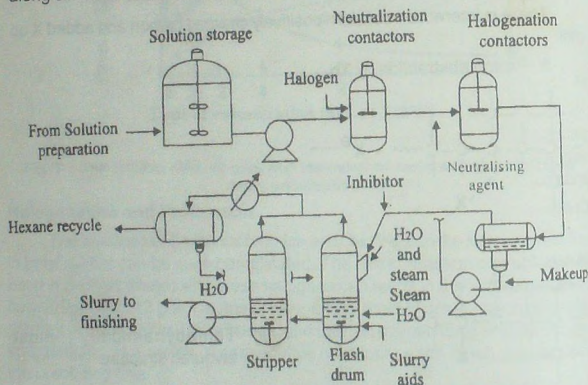 Neutralization
contactors
Halogenation
contactors
Solution storage
Halogen
From Solution
preparation
Neutralising
agent
Inhibitor
Hexane recycle
H2O
and
steam
Steam
H2O
H2O
Makeup
Slurry to
finishing
Stripper
Flash
drum
Slurry
aids